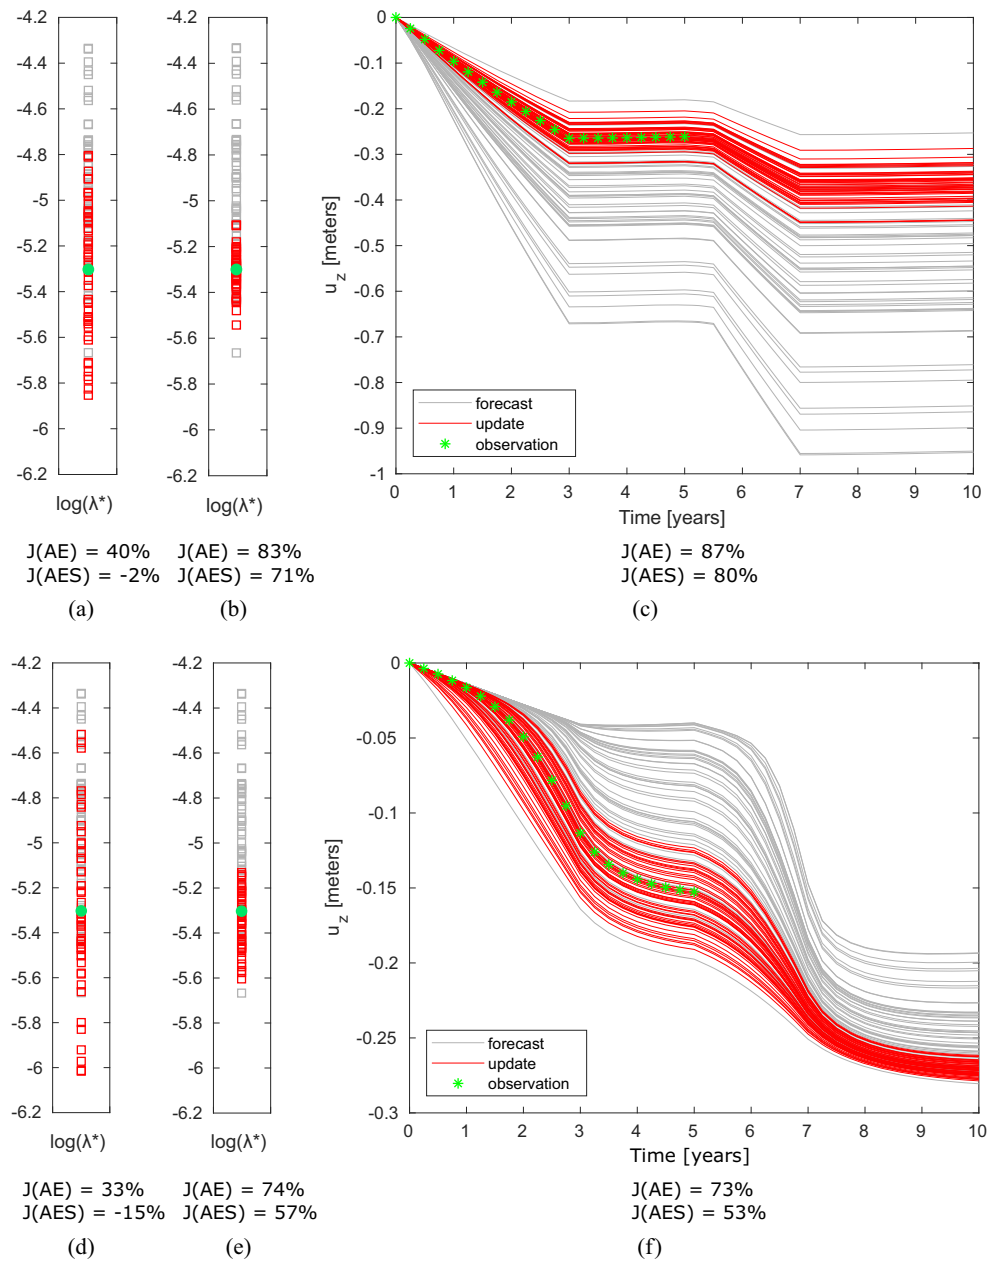 -4.2
-4.4
-4.6
-4.8
-5
-5.2
-5.4
-5.6
-5.8
-6
-6.2
log(λ*)
J(AE) = 40%
J(AES) = -2%
(a)
-4.2
-4.4
-4.6
-4.8
-5
-5.2
-5.4
-5.6
-5.8
-6
-6.2
log(λ*)
J(AE) = 83%
J(AES) = 71%
(b)
0
-0.1
-0.2
-0.3
-0.4
-0.5
-0.6
-0.7
-0.8
-0.9
-1
u_z [meters]
forecast
update
observation
0 1 2 3 4 5 6 7 8 9 10
Time [years]
J(AE) = 87%
J(AES) = 80%
(c)
-4.2
-4.4
-4.6
-4.8
-5
-5.2
-5.4
-5.6
-5.8
-6
-6.2
log(λ*)
J(AE) = 33%
J(AES) = -15%
(d)
-4.2
-4.4
-4.6
-4.8
-5
-5.2
-5.4
-5.6
-5.8
-6
-6.2
log(λ*)
J(AE) = 74%
J(AES) = 57%
(e)
0
-0.05
-0.1
-0.15
-0.2
-0.25
-0.3
u_z [meters]
forecast
update
observation
0 1 2 3 4 5 6 7 8 9 10
Time [years]
J(AE) = 73%
J(AES) = 53%
(f)